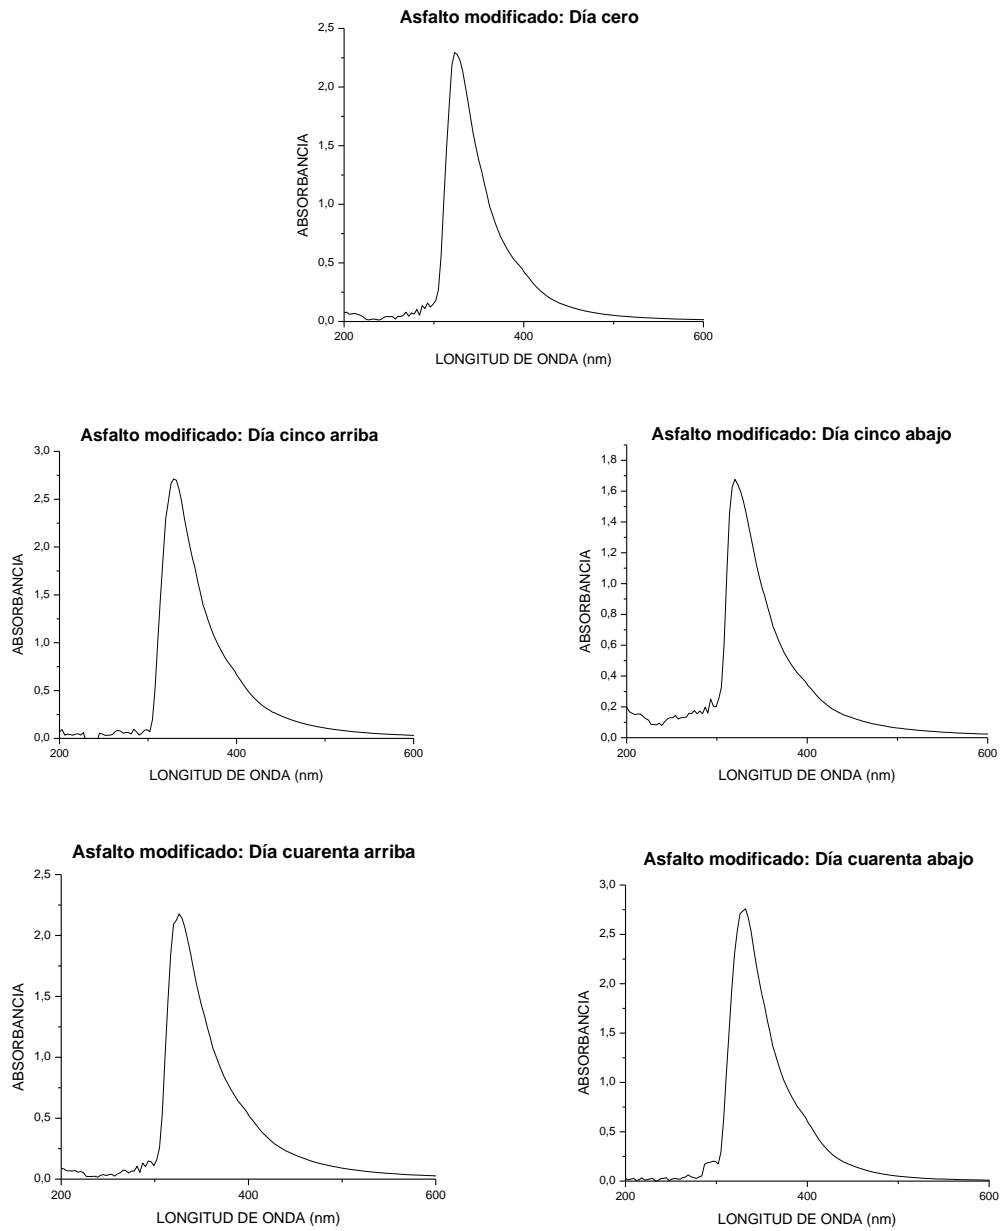 Asfalto modificado: Día cero
2,5
2,0
1,5
1,0
0,5
0,0
ABSORBANCIA
200 400 600
LONGITUD DE ONDA (nm)
Asfalto modificado: Día cinco arriba
3,0
2,5
2,0
1,5
1,0
0,5
0,0
ABSORBANCIA
200 400 600
LONGITUD DE ONDA (nm)
Asfalto modificado: Día cinco abajo
1,8
1,6
1,4
1,2
1,0
0,8
0,6
0,4
0,2
0,0
ABSORBANCIA
200 400 600
LONGITUD DE ONDA (nm)
Asfalto modificado: Día cuarenta arriba
2,5
2,0
1,5
1,0
0,5
0,0
ABSORBANCIA
200 400 600
LONGITUD DE ONDA (nm)
Asfalto modificado: Día cuarenta abajo
3,0
2,5
2,0
1,5
1,0
0,5
0,0
ABSORBANCIA
200 400 600
LONGITUD DE ONDA (nm)